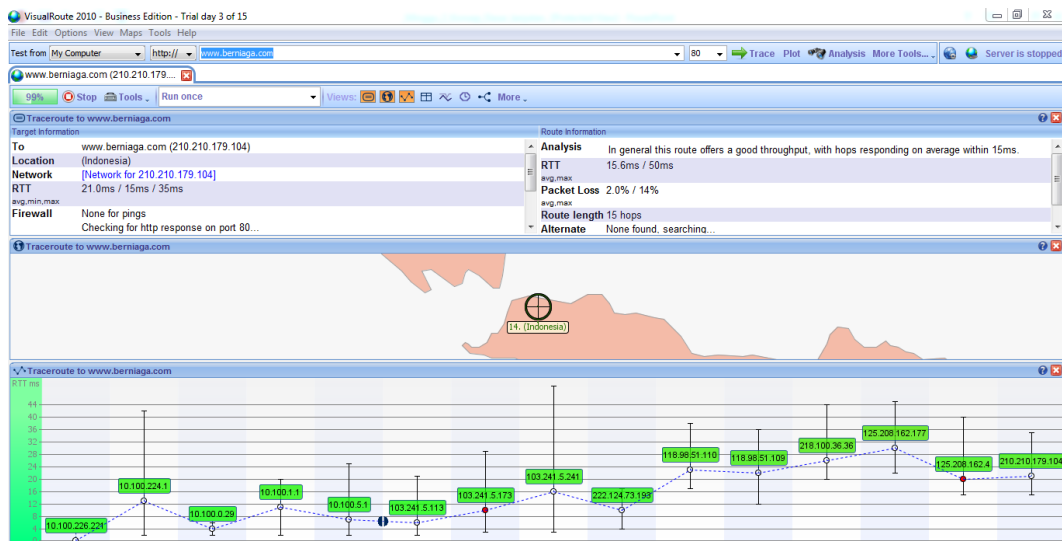 VisualRoute 2010 - Business Edition - Trial day 3 of 15
File Edit Options View Maps Tools Help
Test from My Computer http:// www.berniaga.com 80 Trace Plot Analysis More Tools... Server is stopped
www.berniaga.com (210.210.179....
99% Stop Tools Run once Views: More
Traceroute to www.berniaga.com
Target Information Route Information
To www.berniaga.com (210.210.179.104)
Location (Indonesia)
Network [Network for 210.210.179.104]
RTT 21.0ms / 15ms / 35ms
avg,min,max
Firewall None for pings
Checking for http response on port 80...
Analysis In general this route offers a good throughput, with hops responding on average within 15ms.
RTT 15.6ms / 50ms
avg,max
Packet Loss 2.0% / 14%
avg,max
Route length 15 hops
Alternate None found, searching...
Traceroute to www.berniaga.com
14. (Indonesia)
Traceroute to www.berniaga.com
RTT ms
44
40
36
32
28
24
20
16
12
8
4
0
10.100.226.221
10.100.224.1
10.100.0.29
10.100.1.1
10.100.5.1
103.241.5.113
103.241.5.173
103.241.5.241
222.124.73.193
118.98.51.110
118.98.51.109
218.100.36.36
125.208.162.177
125.208.162.4
210.210.179.104